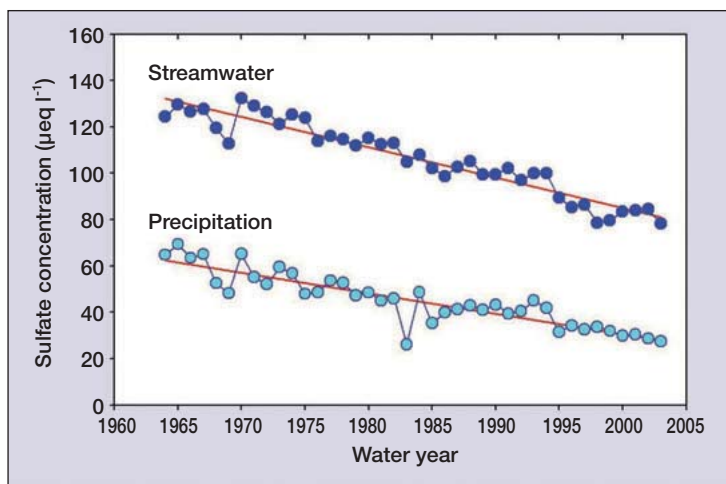 160
140
120
100
80
60
40
20
0
Sulfate concentration (µeq l⁻¹)
Streamwater
Precipitation
1960 1965 1970 1975 1980 1985 1990 1995 2000 2005
Water year